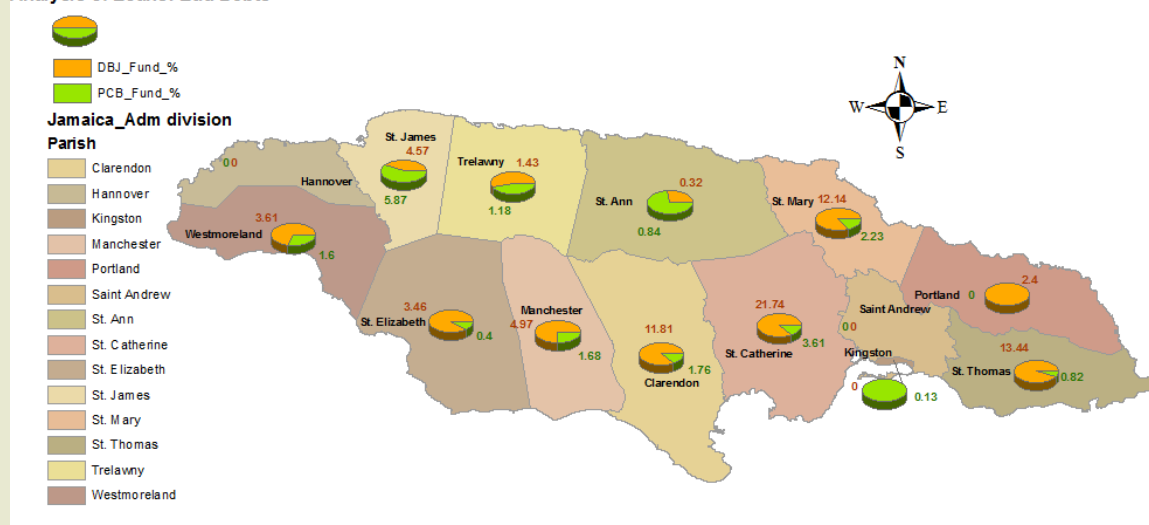 DBJ_Fund_%
PCB_Fund_%
Jamaica_Adm division
Parish
Clarendon
Hannover
Kingston
Manchester
Portland
Saint Andrew
St. Ann
St. Catherine
St. Elizabeth
St. James
St. Mary
St. Thomas
Trelawny
Westmoreland
N
W E
S
00
Hannover
St. James
4.57
5.87
Trelawny
1.43
1.18
St. Ann
0.32
0.84
St. Mary
12.14
2.23
3.61
Westmoreland
1.6
3.46
St. Elizabeth
0.4
Manchester
4.97
1.68
11.81
1.76
Clarendon
21.74
3.61
St. Catherine
Saint Andrew
00
Kingston
0
0.13
2.4
Portland
0
13.44
St. Thomas
0.82